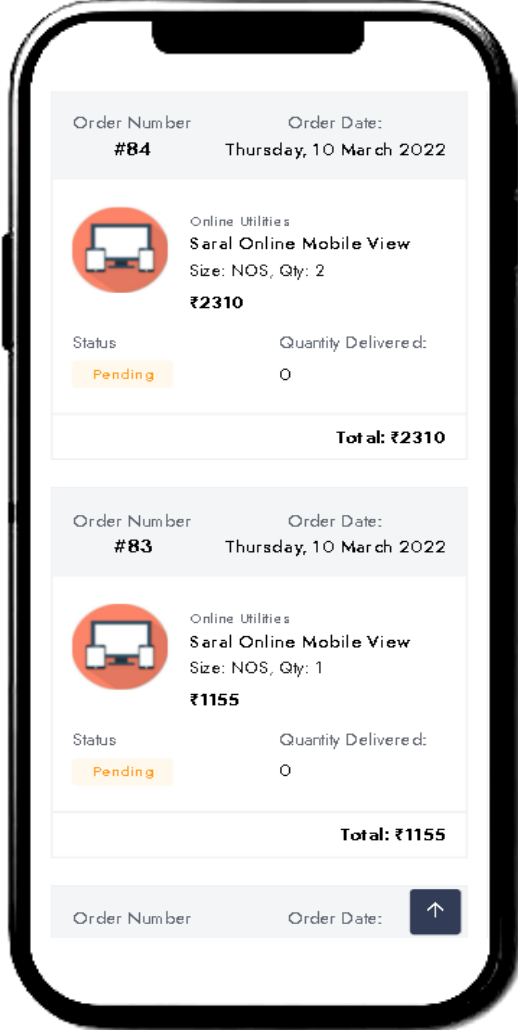 Order Number Order Date:
#84 Thursday, 10 March 2022
Online Utilities
Saral Online Mobile View
Size: NOS, Qty: 2
₹2310
Status Quantity Delivered:
Pending 0
Total: ₹2310
Order Number Order Date:
#83 Thursday, 10 March 2022
Online Utilities
Saral Online Mobile View
Size: NOS, Qty: 1
₹1155
Status Quantity Delivered:
Pending 0
Total: ₹1155
Order Number Order Date: